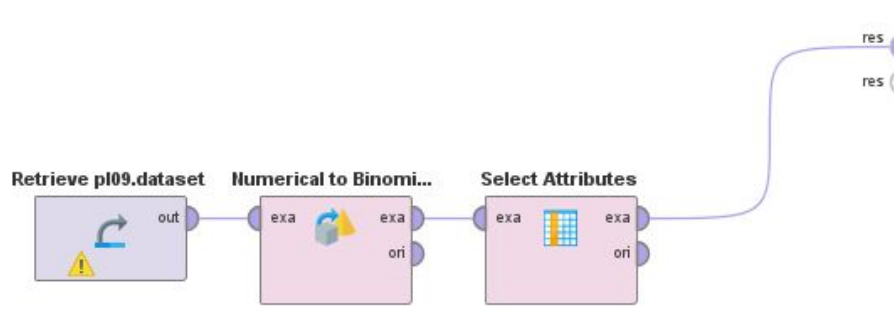 res
res
Retrieve pl09.dataset
Numerical to Binomi...
Select Attributes
out
exa
exa
ori
exa
exa
ori